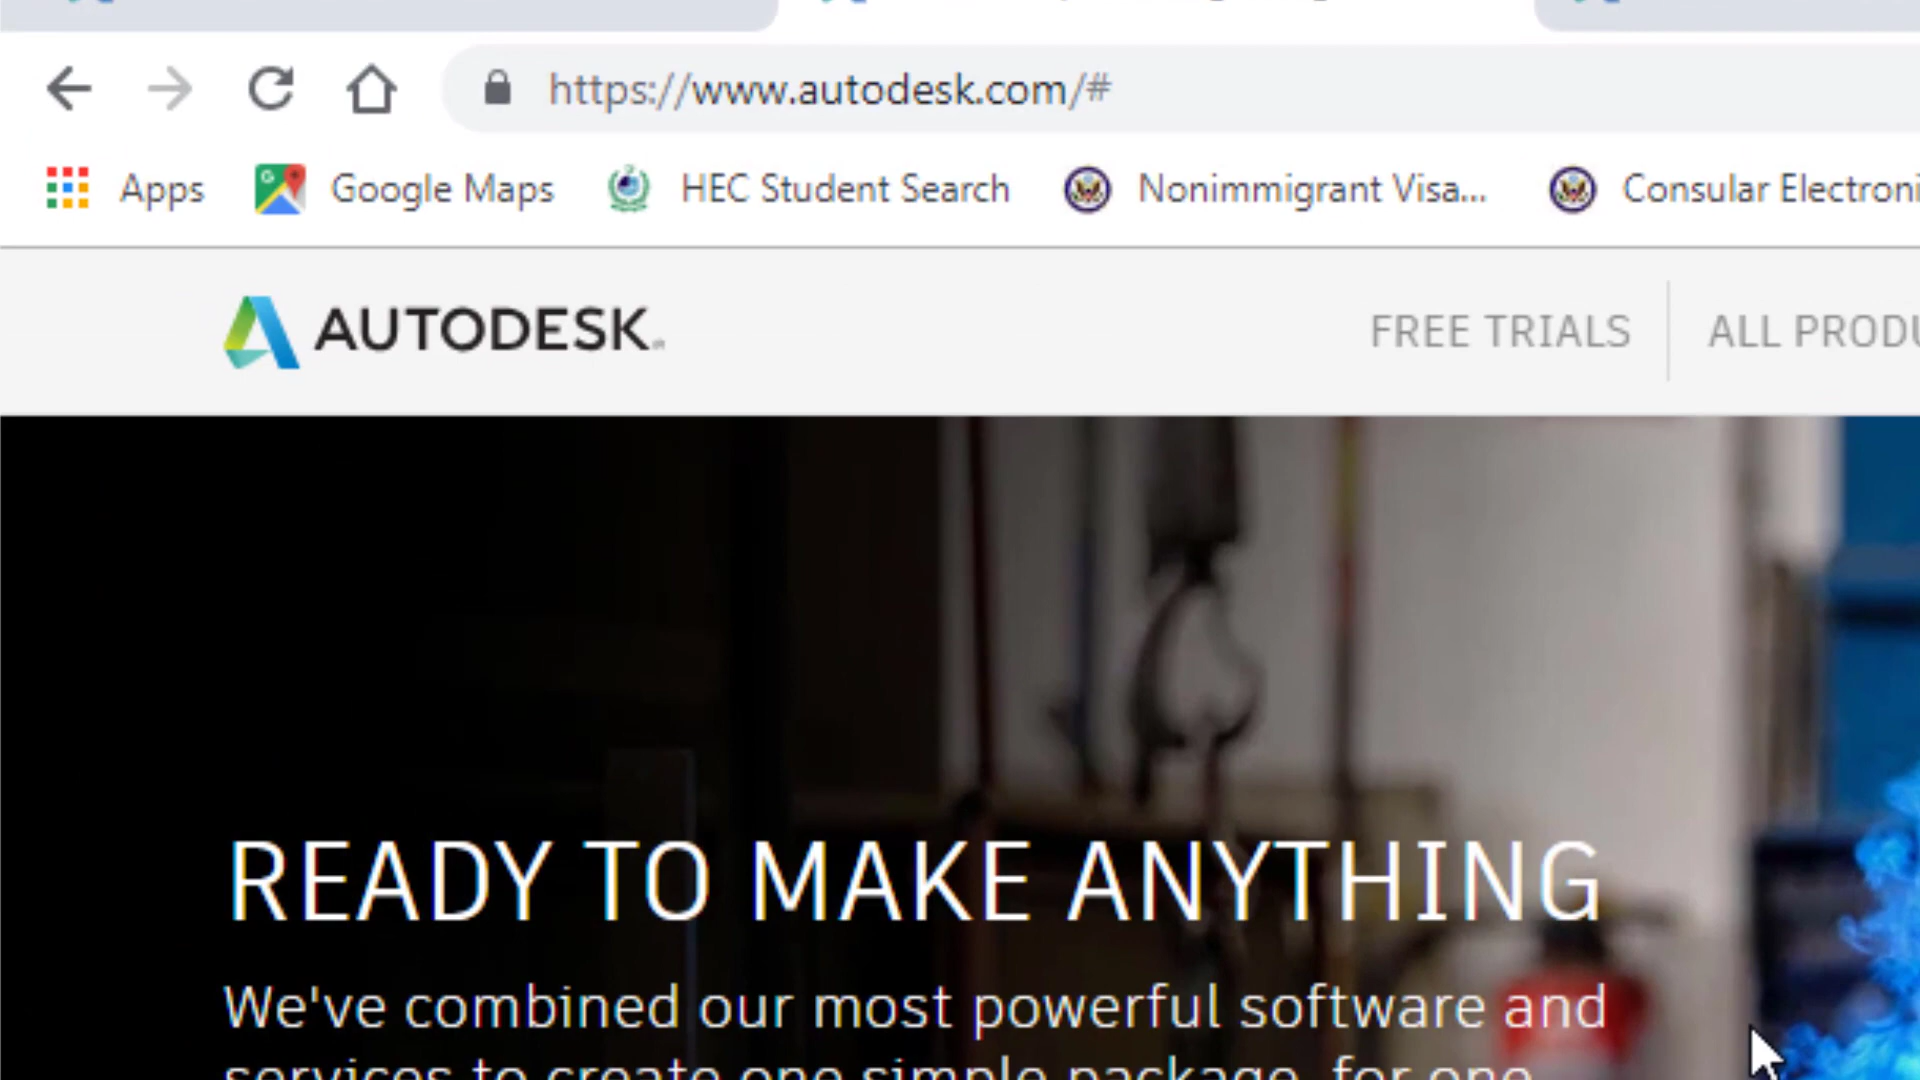 https://www.autodesk.com/#
Apps Google Maps HEC Student Search Nonimmigrant Visa... Consular Electroni
AUTODESK. FREE TRIALS ALL PRODU
READY TO MAKE ANYTHING
We've combined our most powerful software and
services to create one simple package, for one